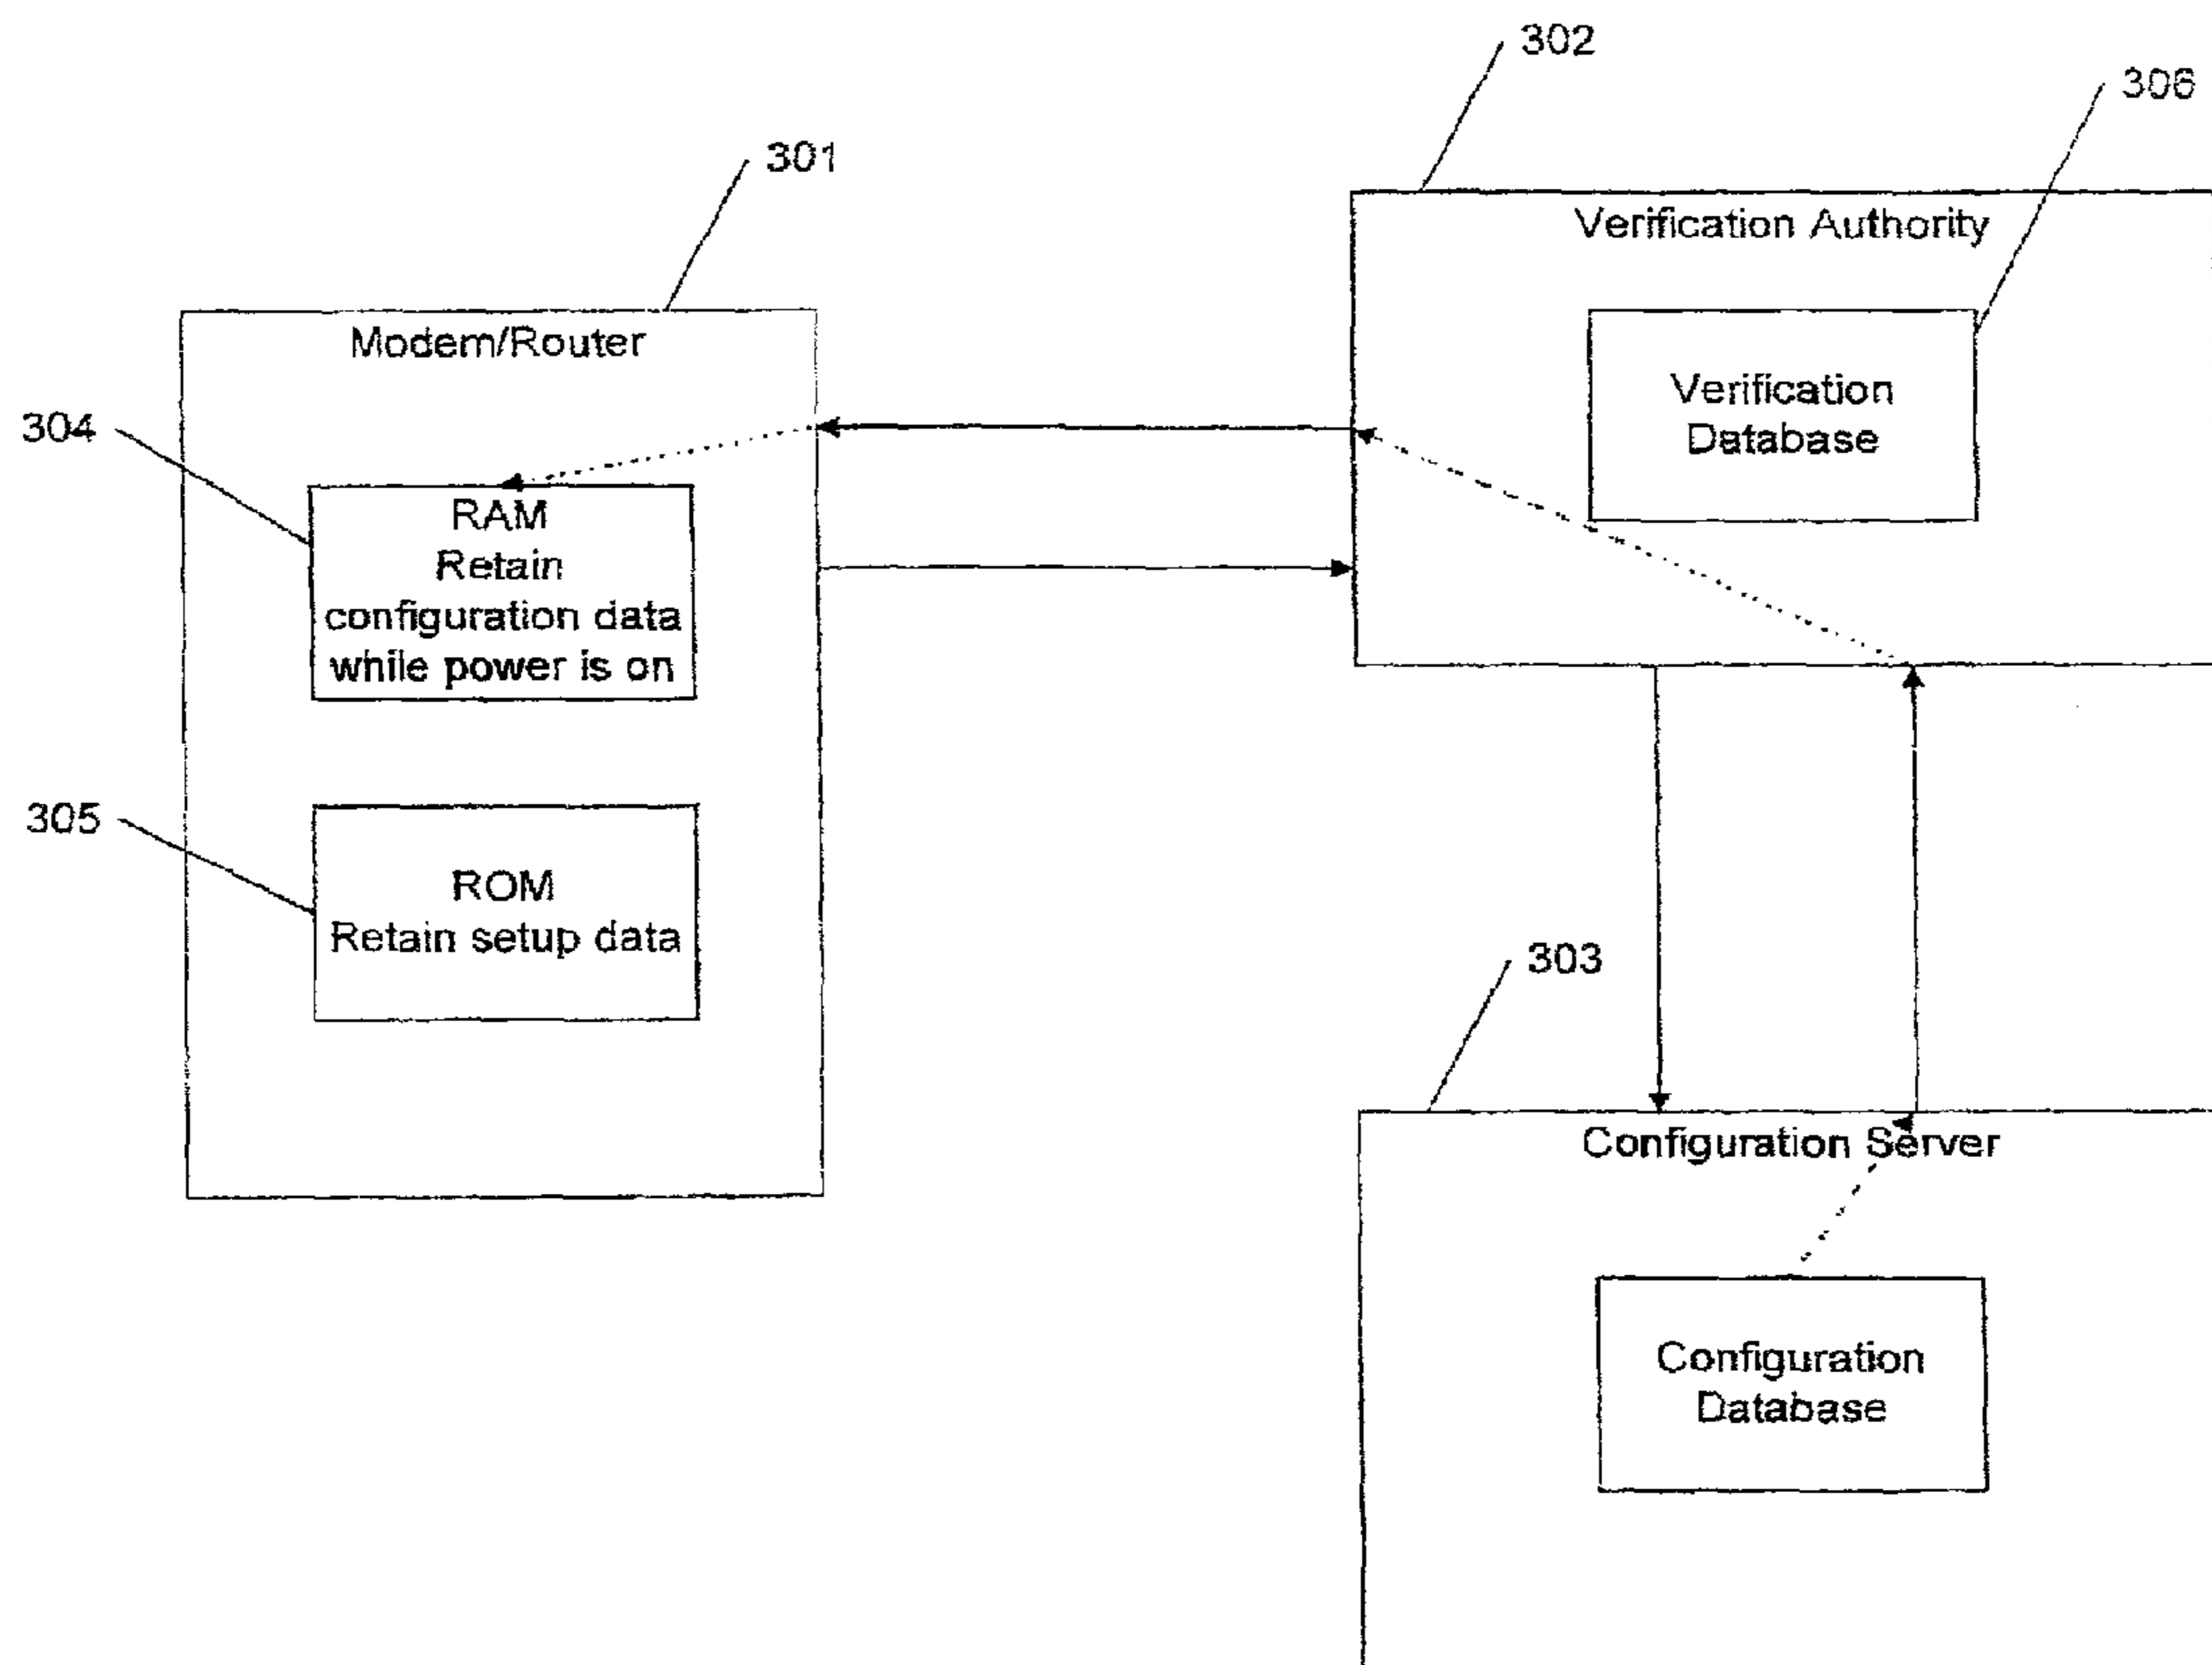 302
306
301
Verification Authority
Modem/Router
Verification
Database
304
RAM
Retain
configuration data
while power is on
305
ROM
Retain setup data
303
Configuration Server
Configuration
Database